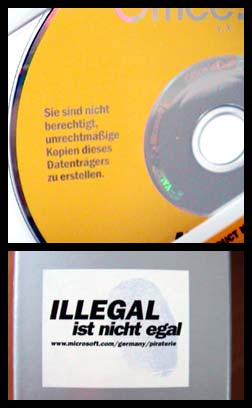 Office.
v.X
Sie sind nicht
berechtigt,
unrechtmäßige
Kopien dieses
Datenträgers
zu erstellen.
ILLEGAL
ist nicht egal
www.microsoft.com/germany/piraterie